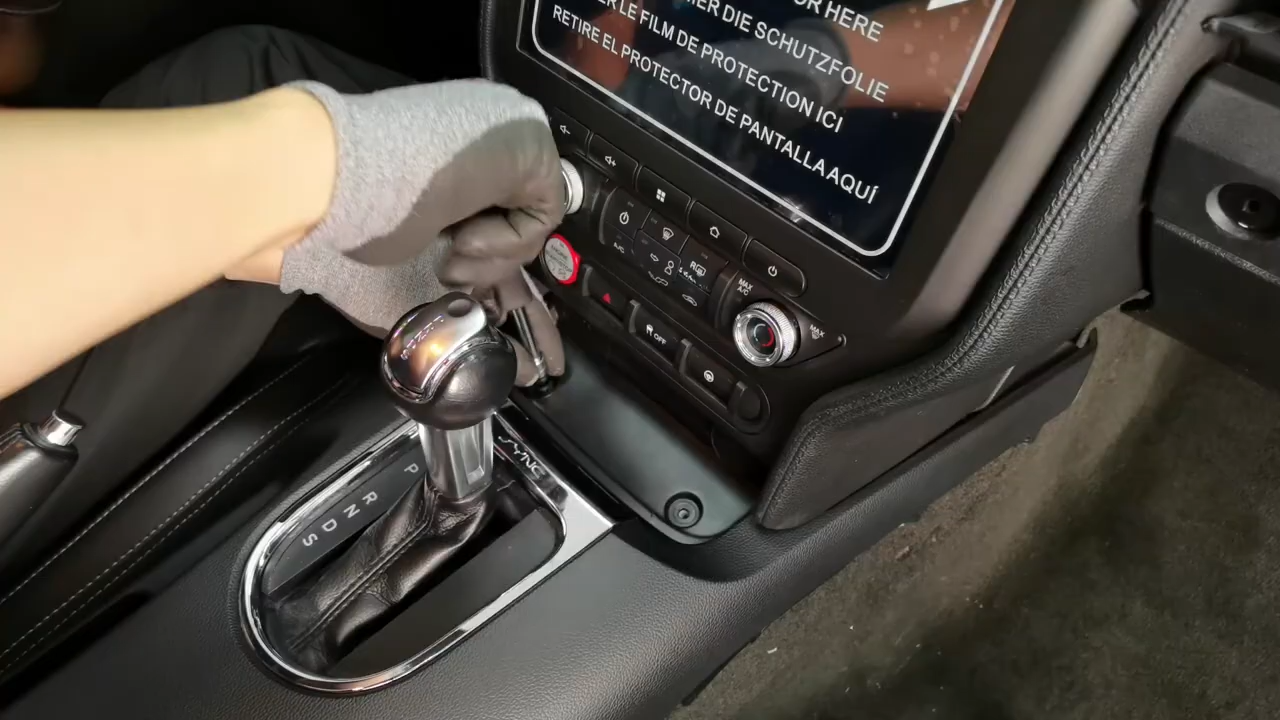 R HERE
ER DIE SCHUTZFOLIE
ER LE FILM DE PROTECTION ICI
RETIRE EL PROTECTOR DE PANTALLA AQUÍ
A/C
R
MAX
A/C
MAX
OFF
SYNC
P
R
N
D
S